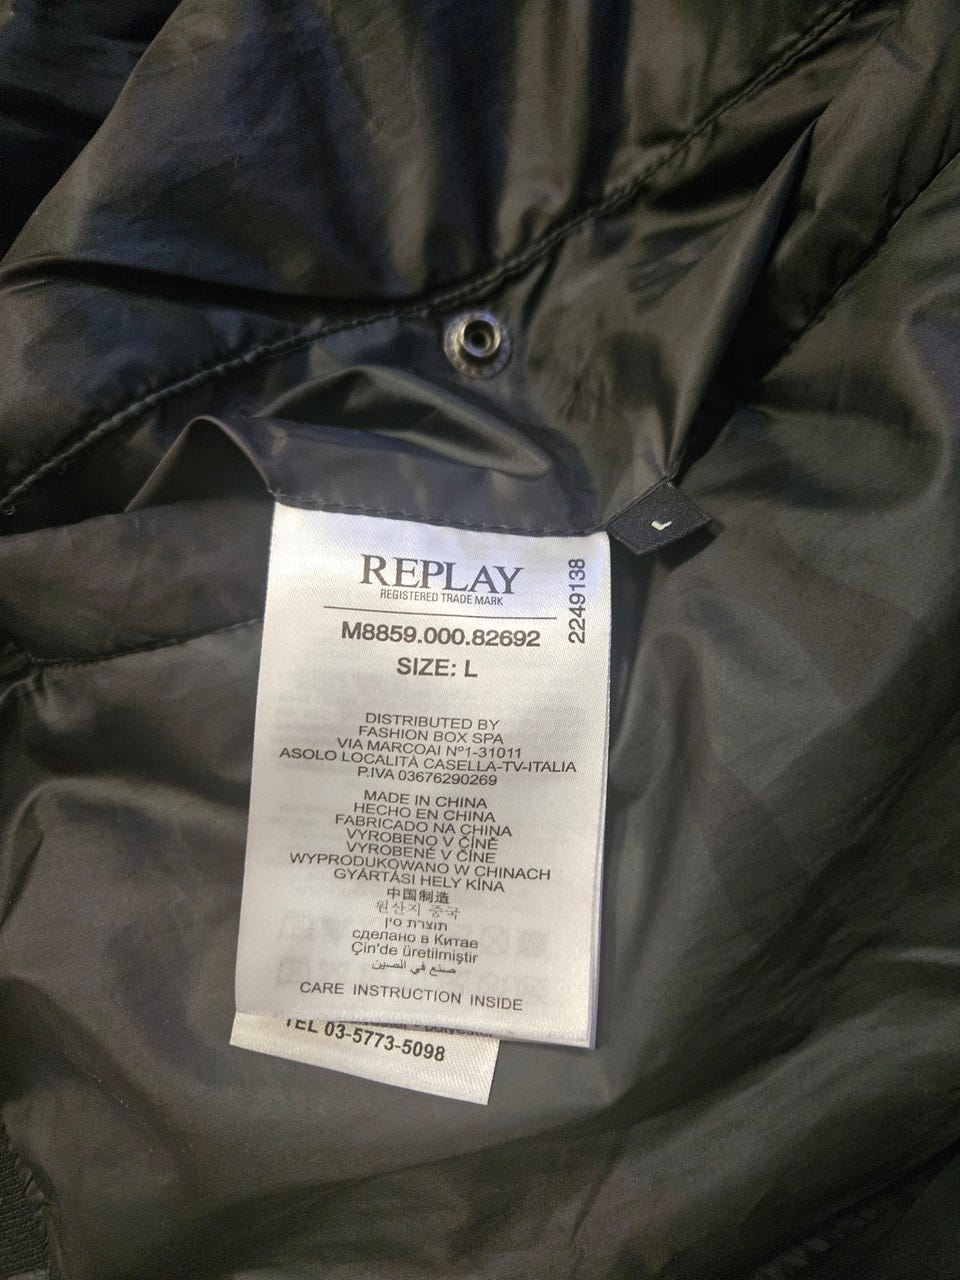 L
REPLAY
REGISTERED TRADE MARK
2249138
M8859.000.82692
SIZE: L
DISTRIBUTED BY
FASHION BOX SPA
VIA MARCOAI Nº1-31011
ASOLO LOCALITÀ CASELLA-TV-ITALIA
P.IVA 03676290269
MADE IN CHINA
HECHO EN CHINA
FABRICADO NA CHINA
VYROBENO V ČÍNĚ
VYROBENÉ V ČÍNE
WYPRODUKOWANO W CHINACH
GYÁRTÁSI HELY KÍNA
中国制造
원산지 중국
תוצרת סין
сделано в Китае
Çin'de üretilmiştir
صنع في الصين
CARE INSTRUCTION INSIDE
TEL 03-5773-5098